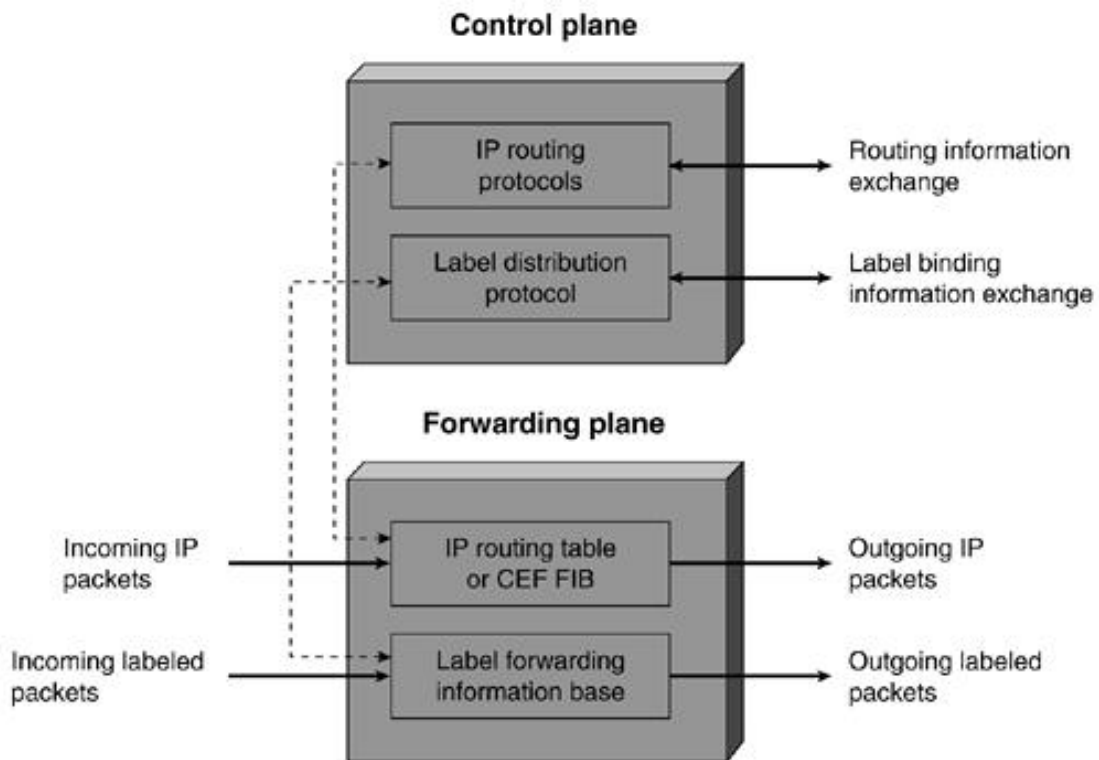 Control plane
IP routing
protocols
Routing information
exchange
Label distribution
protocol
Label binding
information exchange
Forwarding plane
Incoming IP
packets
IP routing table
or CEF FIB
Outgoing IP
packets
Incoming labeled
packets
Label forwarding
information base
Outgoing labeled
packets